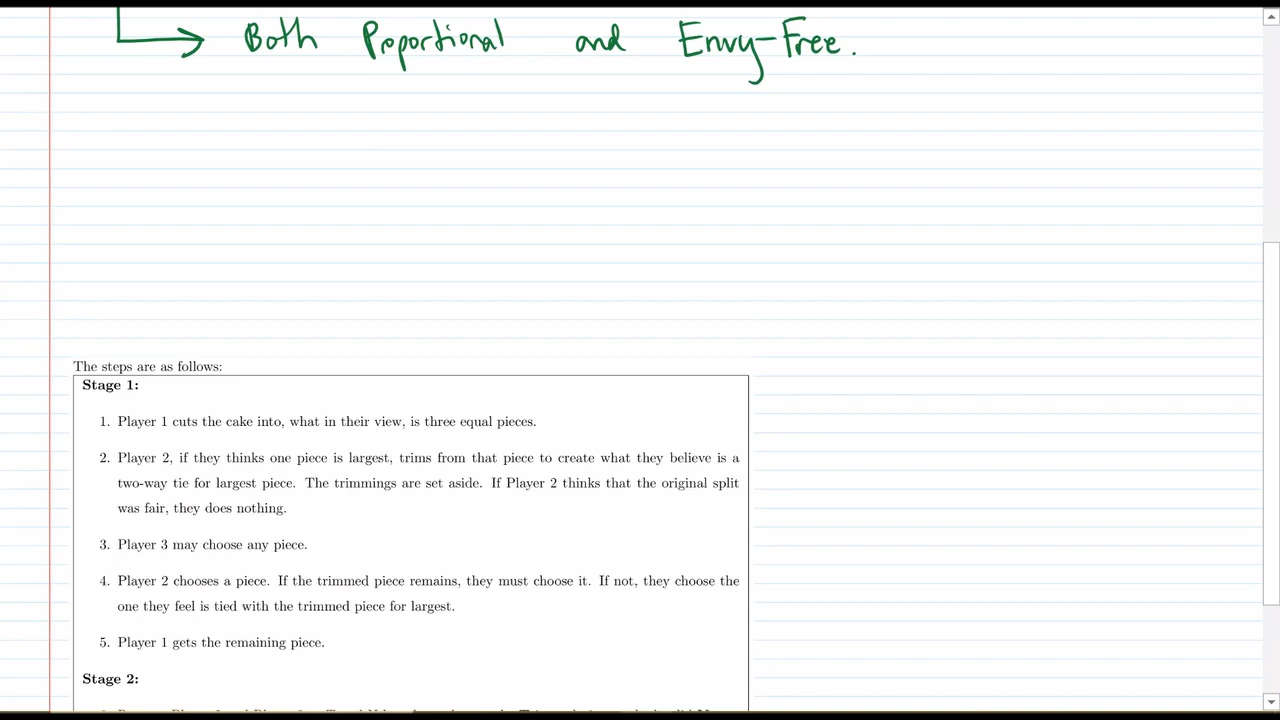 Both Proportional and Envy-Free.
The steps are as follows:
Stage 1:
1. Player 1 cuts the cake into, what in their view, is three equal pieces.
2. Player 2, if they thinks one piece is largest, trims from that piece to create what they believe is a
two-way tie for largest piece. The trimmings are set aside. If Player 2 thinks that the original split
was fair, they does nothing.
3. Player 3 may choose any piece.
4. Player 2 chooses a piece. If the trimmed piece remains, they must choose it. If not, they choose the
one they feel is tied with the trimmed piece for largest.
5. Player 1 gets the remaining piece.
Stage 2: